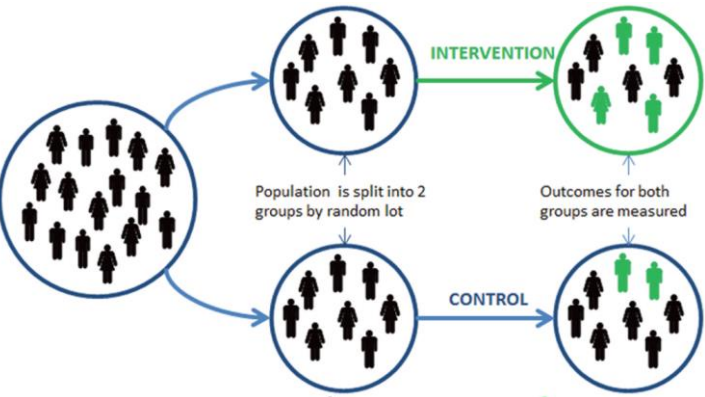 INTERVENTION
Population is split into 2
groups by random lot
Outcomes for both
groups are measured
CONTROL